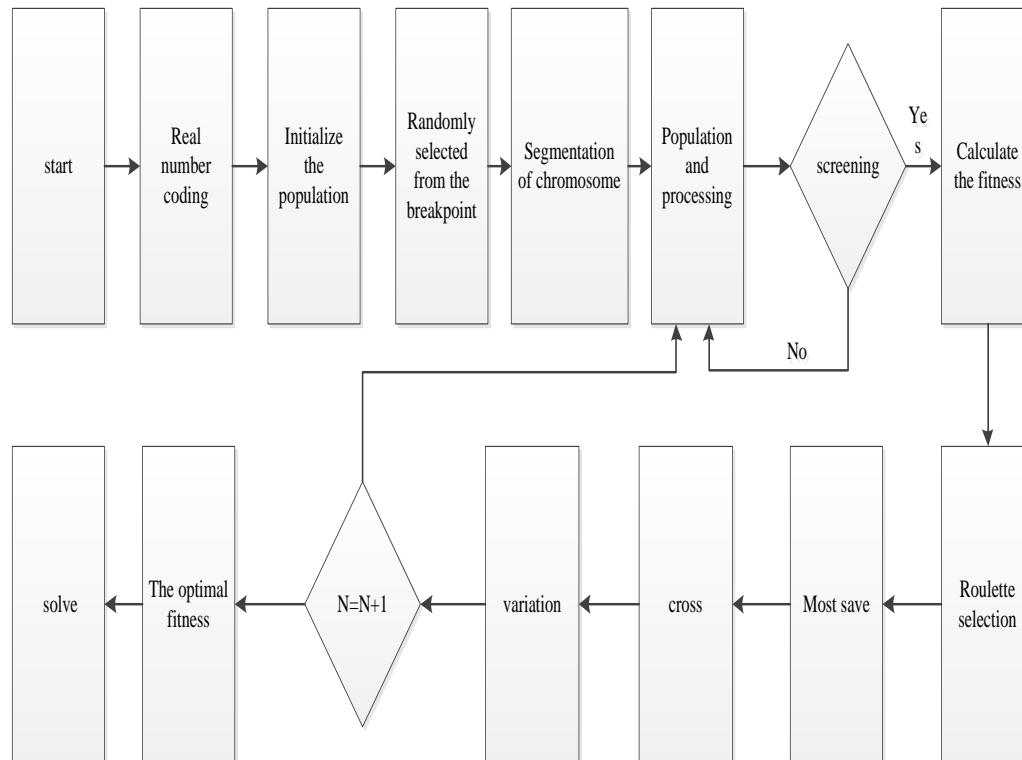 start
Real
number
coding
Initialize
the
population
Randomly
selected
from the
breakpoint
Segmentation
of chromosome
Population
and
processing
screening
Ye
s
Calculate
the fitness
No
solve
The optimal
fitness
N=N+1
variation
cross
Most save
Roulette
selection